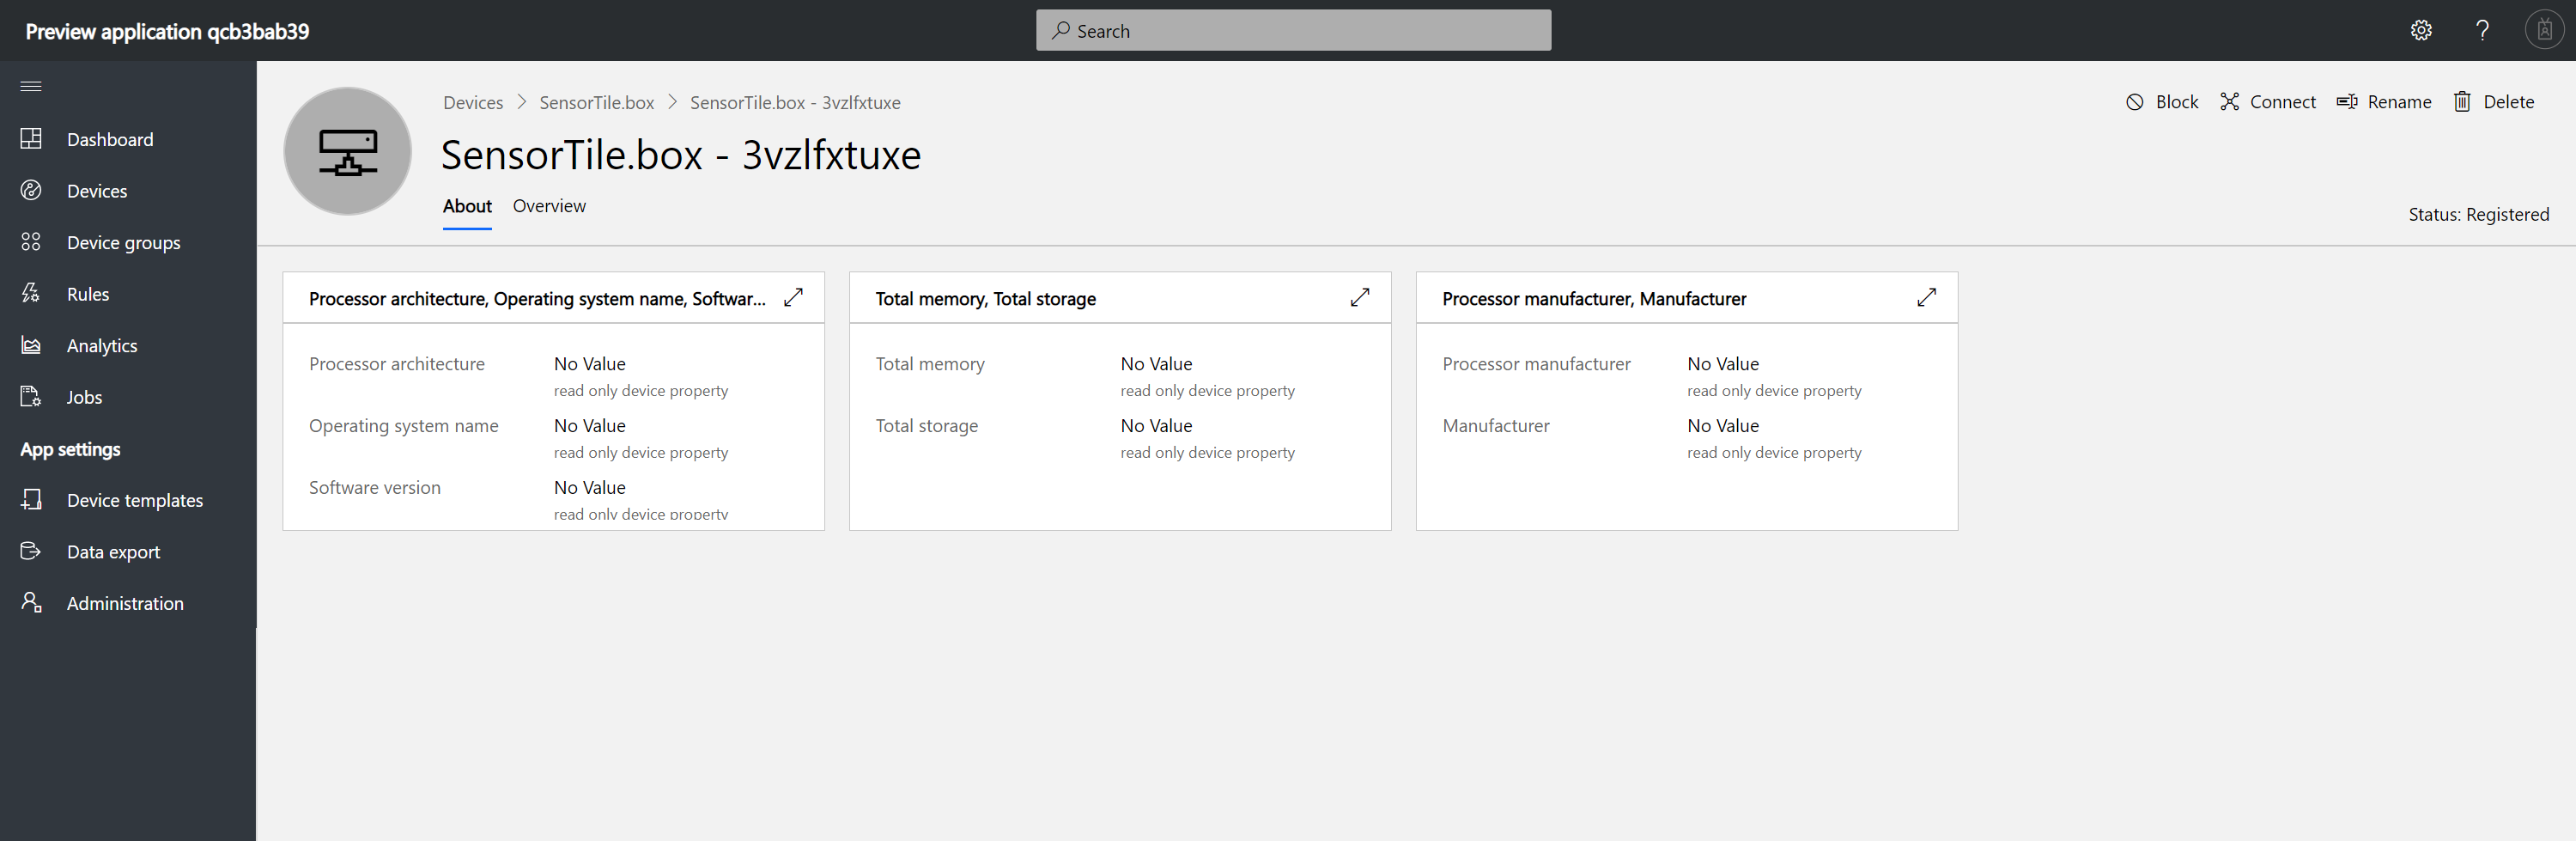 Preview application qcb3bab39
Search
?
Dashboard
Devices
Device groups
Rules
Analytics
Jobs
App settings
Device templates
Data export
Administration
Devices > SensorTile.box > SensorTile.box - 3vzlfxtuxe
SensorTile.box - 3vzlfxtuxe
About Overview
Block Connect Rename Delete
Status: Registered
Processor architecture, Operating system name, Softwar...
Processor architecture No Value
read only device property
Operating system name No Value
read only device property
Software version No Value
read only device property
Total memory, Total storage
Total memory No Value
read only device property
Total storage No Value
read only device property
Processor manufacturer, Manufacturer
Processor manufacturer No Value
read only device property
Manufacturer No Value
read only device property